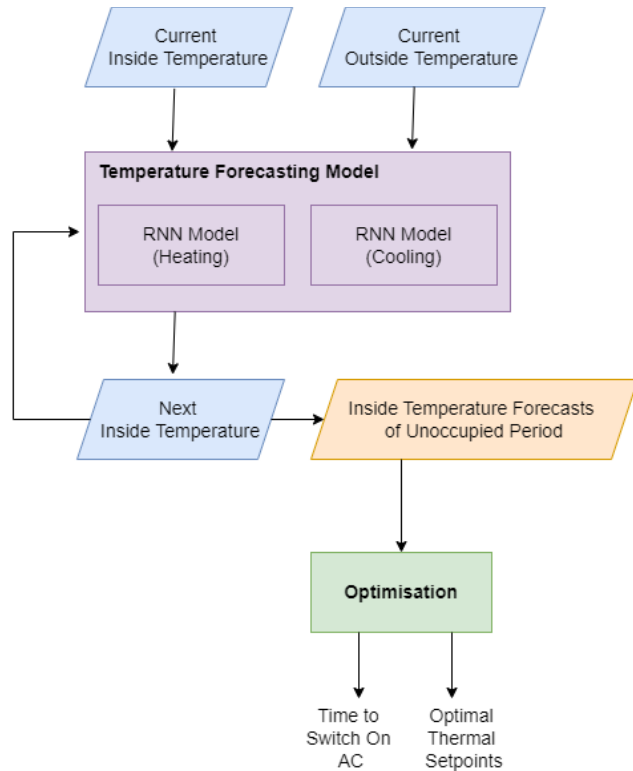 Current
Inside Temperature
Current
Outside Temperature
Temperature Forecasting Model
RNN Model
(Heating)
RNN Model
(Cooling)
Next
Inside Temperature
Inside Temperature Forecasts
of Unoccupied Period
Optimisation
Time to
Switch On
AC
Optimal
Thermal
Setpoints